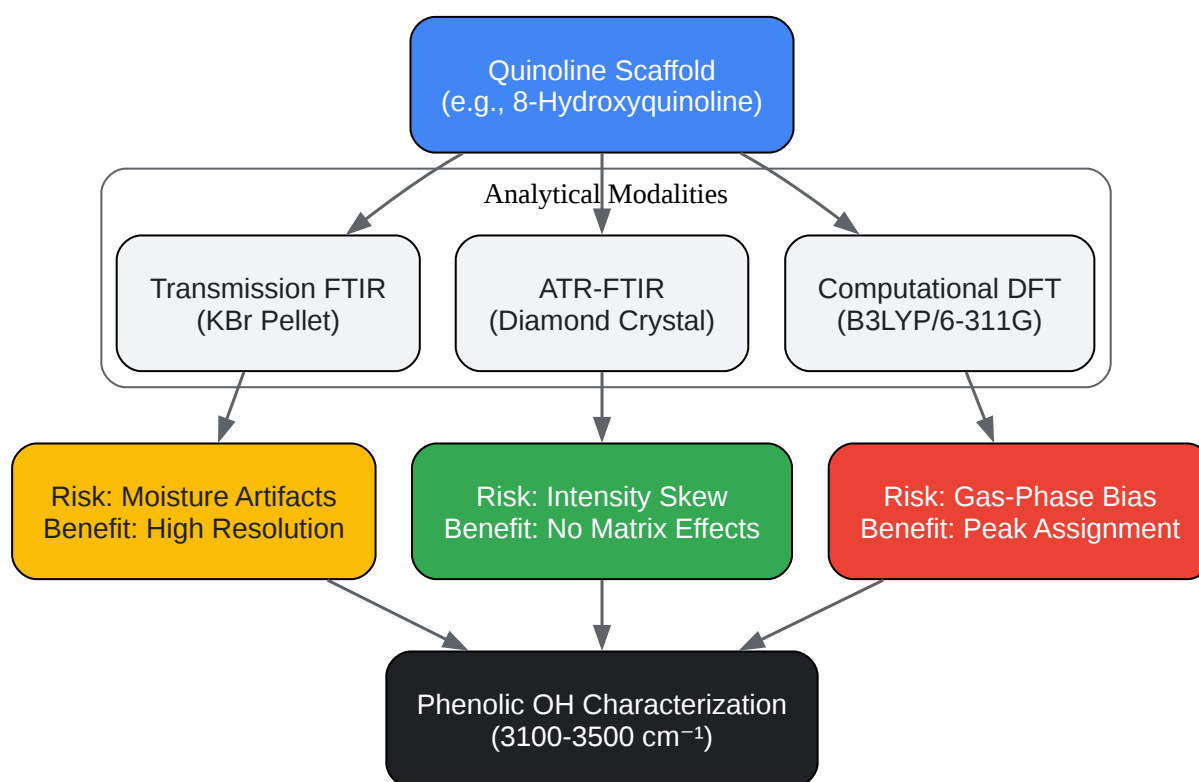 Quinoline Scaffold
(e.g., 8-Hydroxyquinoline)
Analytical Modalities
Transmission FTIR
(KBr Pellet)
ATR-FTIR
(Diamond Crystal)
Computational DFT
(B3LYP/6-311G)
Risk: Moisture Artifacts
Benefit: High Resolution
Risk: Intensity Skew
Benefit: No Matrix Effects
Risk: Gas-Phase Bias
Benefit: Peak Assignment
Phenolic OH Characterization
(3100-3500 cm⁻¹)